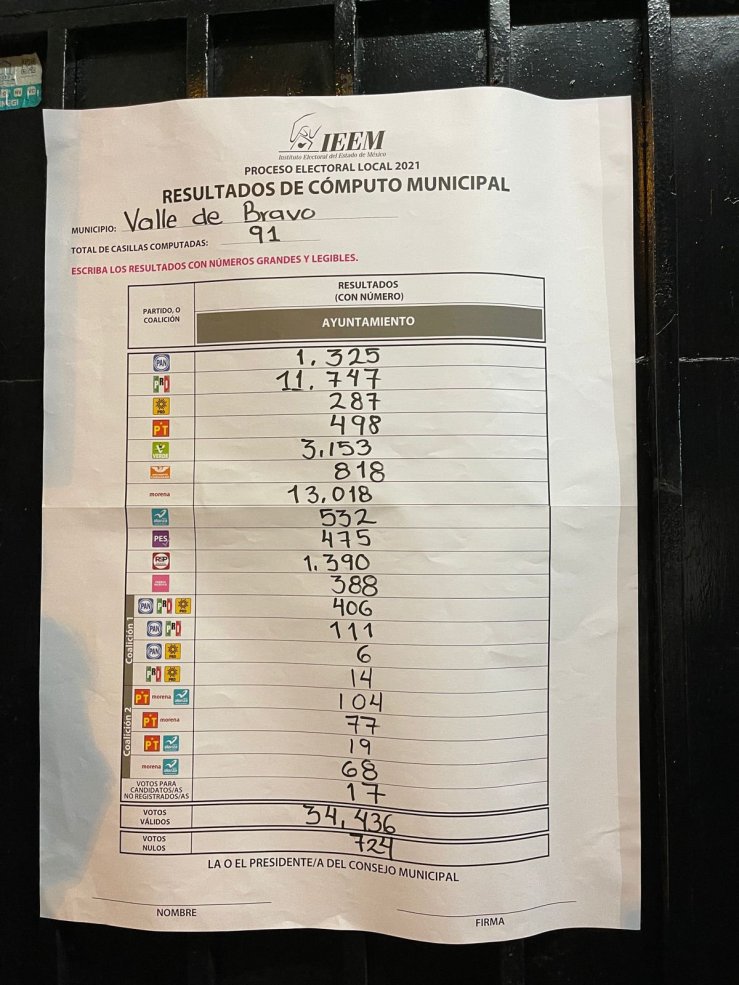 IEEM
Instituto Electoral del Estado de México
PROCESO ELECTORAL LOCAL 2021
RESULTADOS DE CÓMPUTO MUNICIPAL
MUNICIPIO: Valle de Bravo
TOTAL DE CASILLAS COMPUTADAS: 91
ESCRIBA LOS RESULTADOS CON NÚMEROS GRANDES Y LEGIBLES.
PARTIDO, O COALICIÓN
RESULTADOS (CON NÚMERO)
AYUNTAMIENTO
PAN 1,325
PRI 11,747
PRD 287
PT 498
VERDE 3,153
818
morena 13,018
alianza 532
PES 475
RSP 1,390
388
Coalición 1
PAN PRI PRD 406
PAN PRI 111
PAN PRD 6
PRI PRD 14
Coalición 2
PT morena alianza 104
PT morena 77
PT alianza 19
morena alianza 68
VOTOS PARA CANDIDATOS/AS NO REGISTRADOS/AS 17
VOTOS VÁLIDOS 34,436
VOTOS NULOS 724
LA O EL PRESIDENTE/A DEL CONSEJO MUNICIPAL
NOMBRE FIRMA